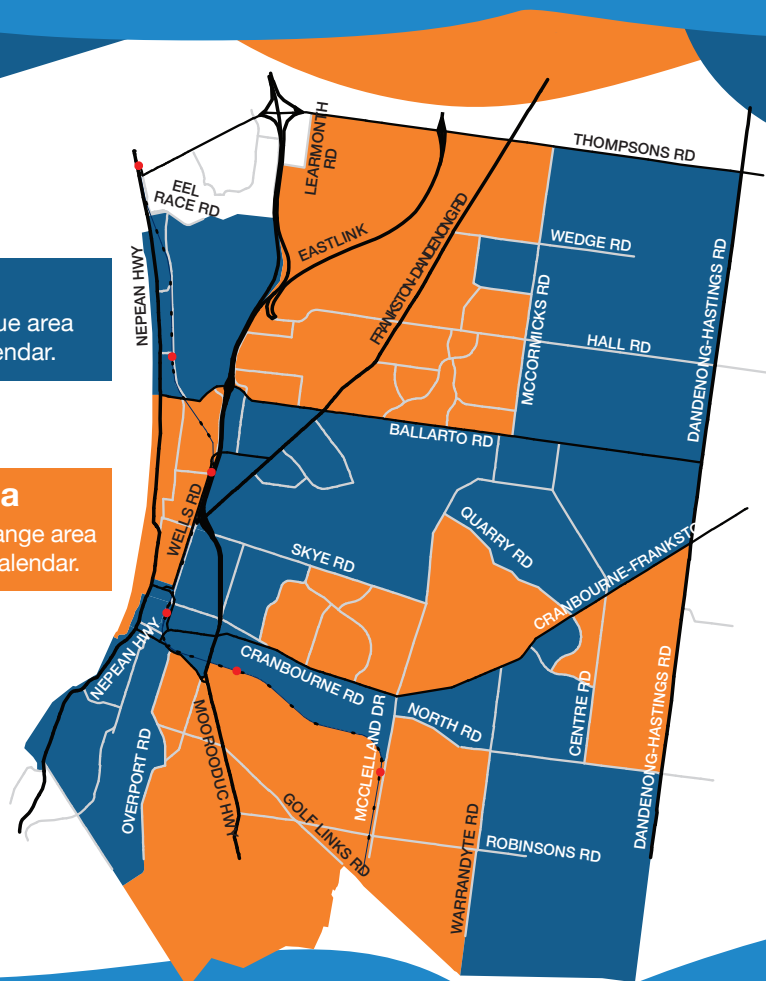 THOMPSONS RD
LEARMONTH
RD
EEL
RACE RD
WEDGE RD
EASTLINK
FRANKSTON-DANDENONG RD
NEPEAN HWY
MCCORMICKS RD
DANDENONG-HASTINGS RD
ue area
endar.
HALL RD
BALLARTO RD
a
ange area
alendar.
WELLS RD
QUARRY RD
SKYE RD
CRANBOURNE-FRANKSTO
NEPEAN HWY
CRANBOURNE RD
MOOROODUC HWY
OVERPORT RD
MCCLELLAND DR
NORTH RD
CENTRE RD
DANDENONG-HASTINGS RD
GOLF LINKS RD
WARRANDYTE RD
ROBINSONS RD